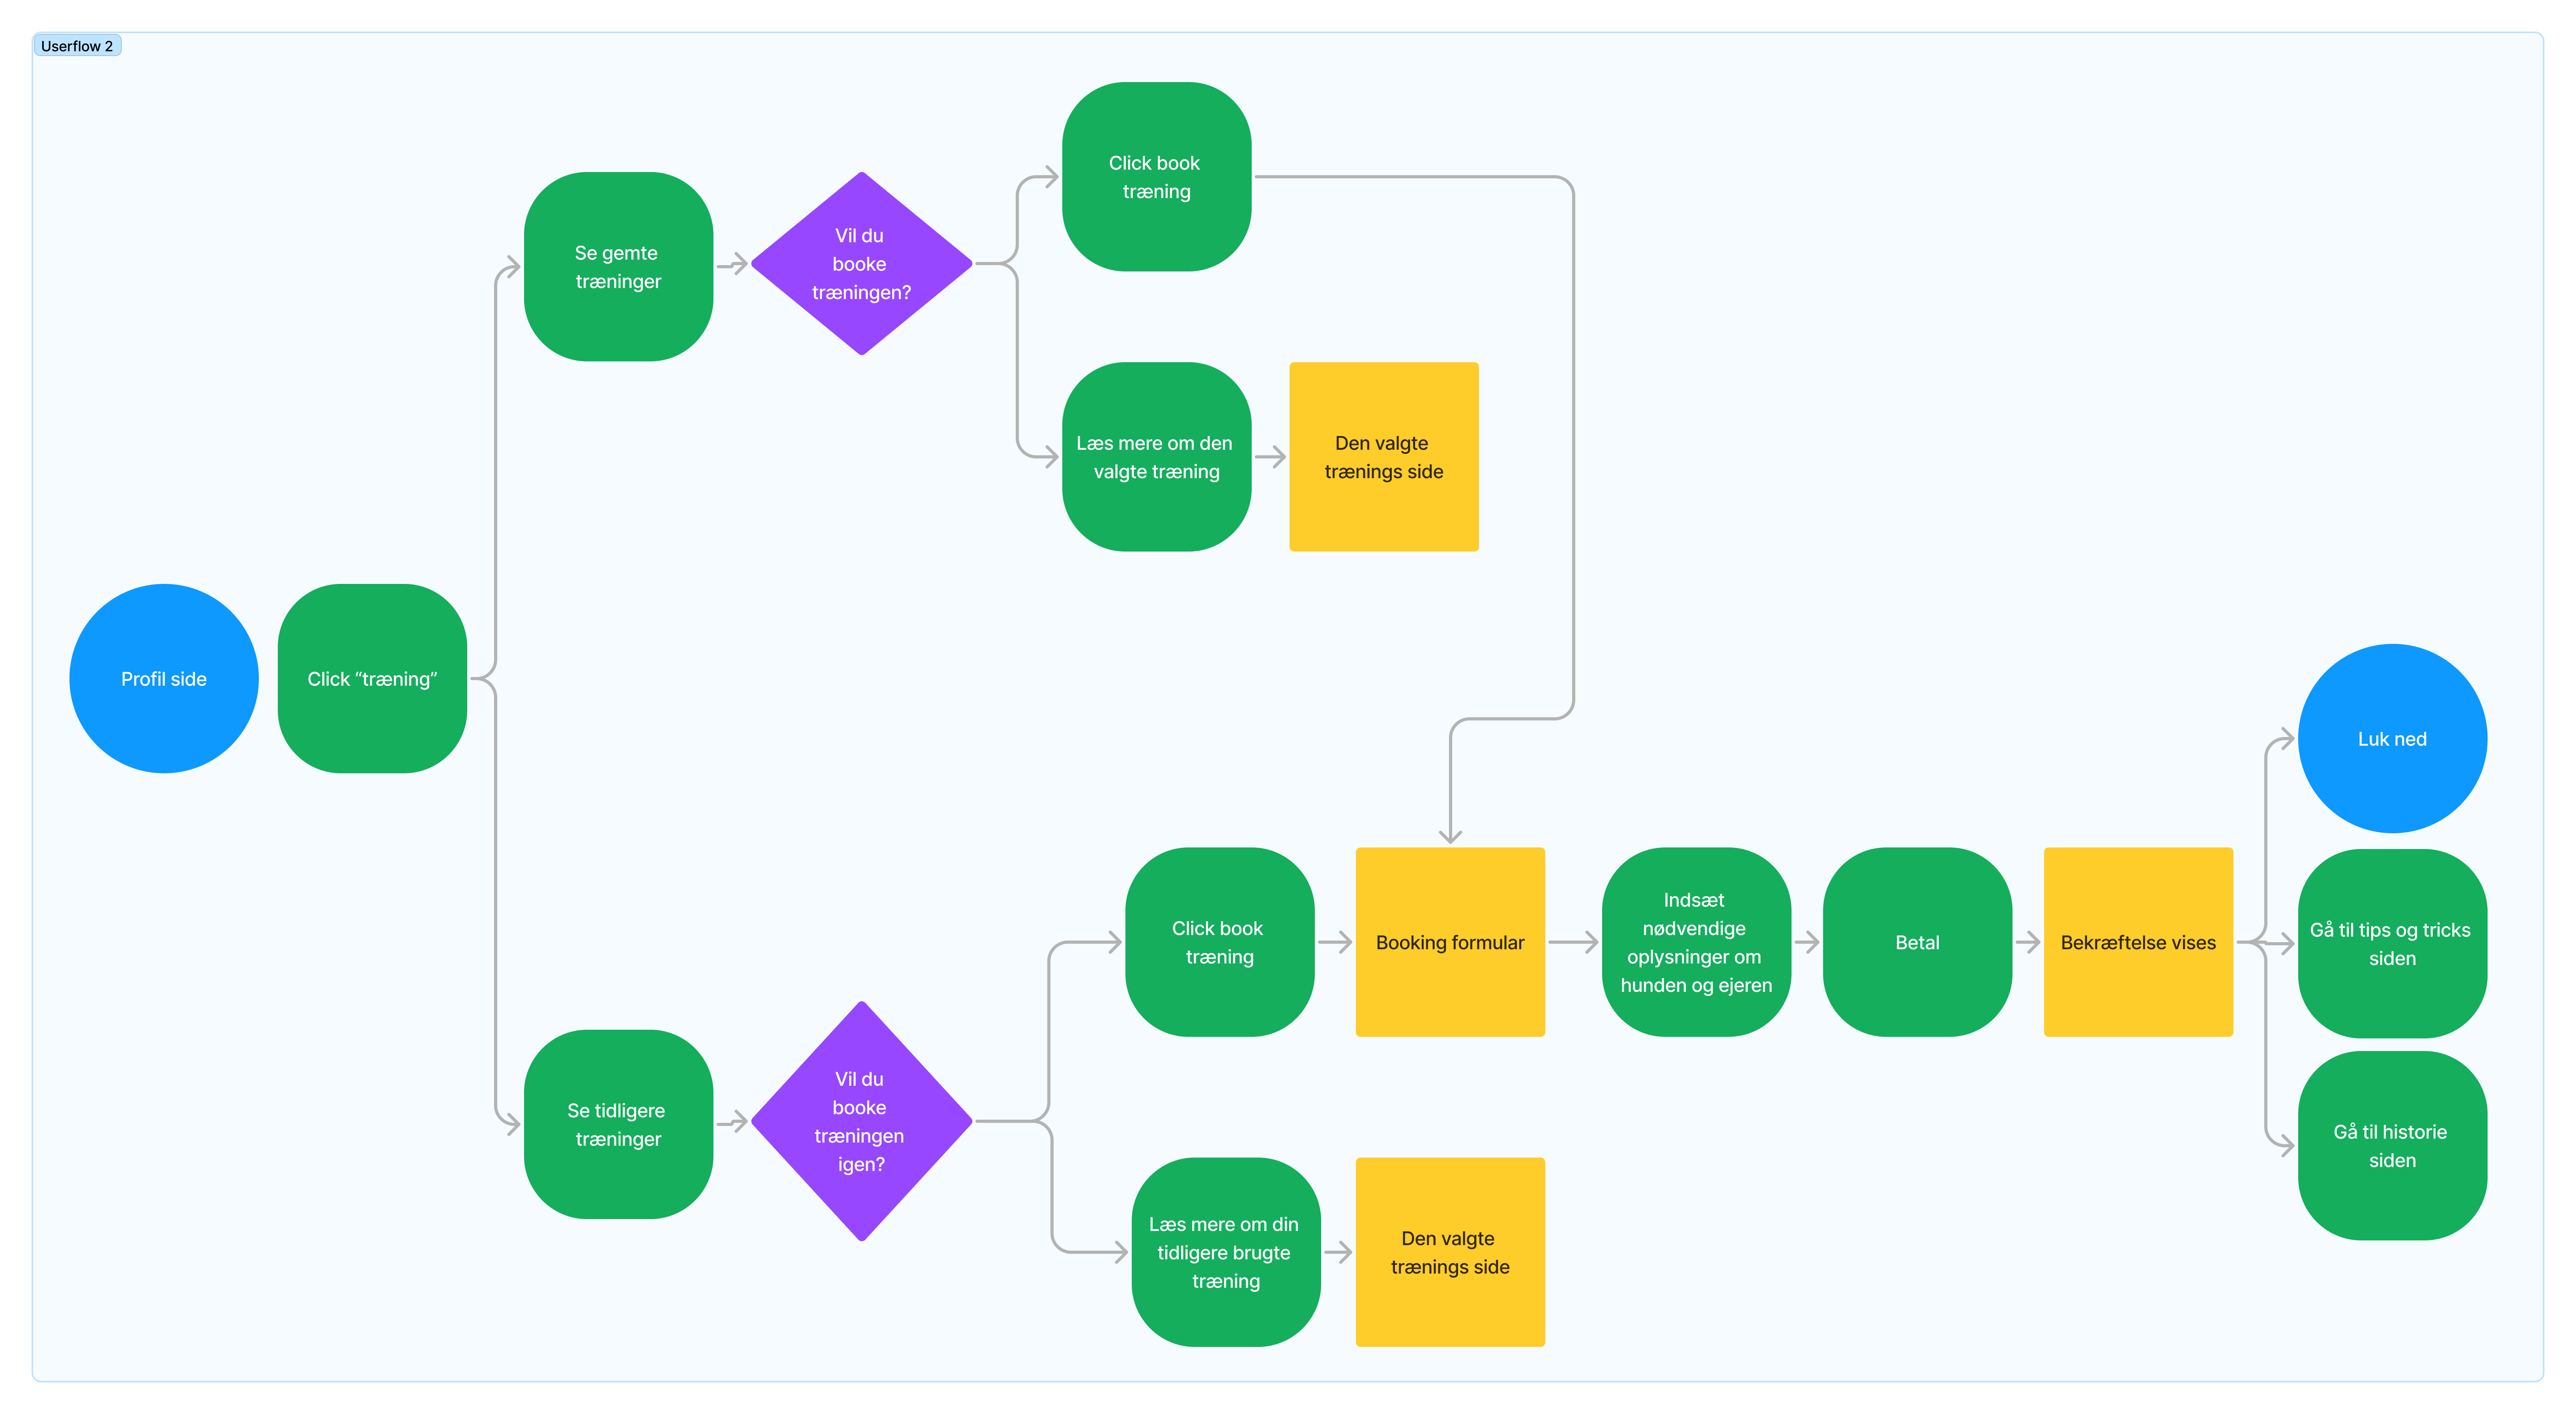 Userflow 2
Click book
træning
Se gemte
træninger
Vil du
booke
træningen?
Læs mere om den
valgte træning
Den valgte
trænings side
Profil side
Click “træning”
Luk ned
Click book
træning
Booking formular
Indsæt
nødvendige
oplysninger om
hunden og ejeren
Betal
Bekræftelse vises
Gå til tips og tricks
siden
Se tidligere
træninger
Vil du
booke
træningen
igen?
Gå til historie
siden
Læs mere om din
tidligere brugte
træning
Den valgte
trænings side